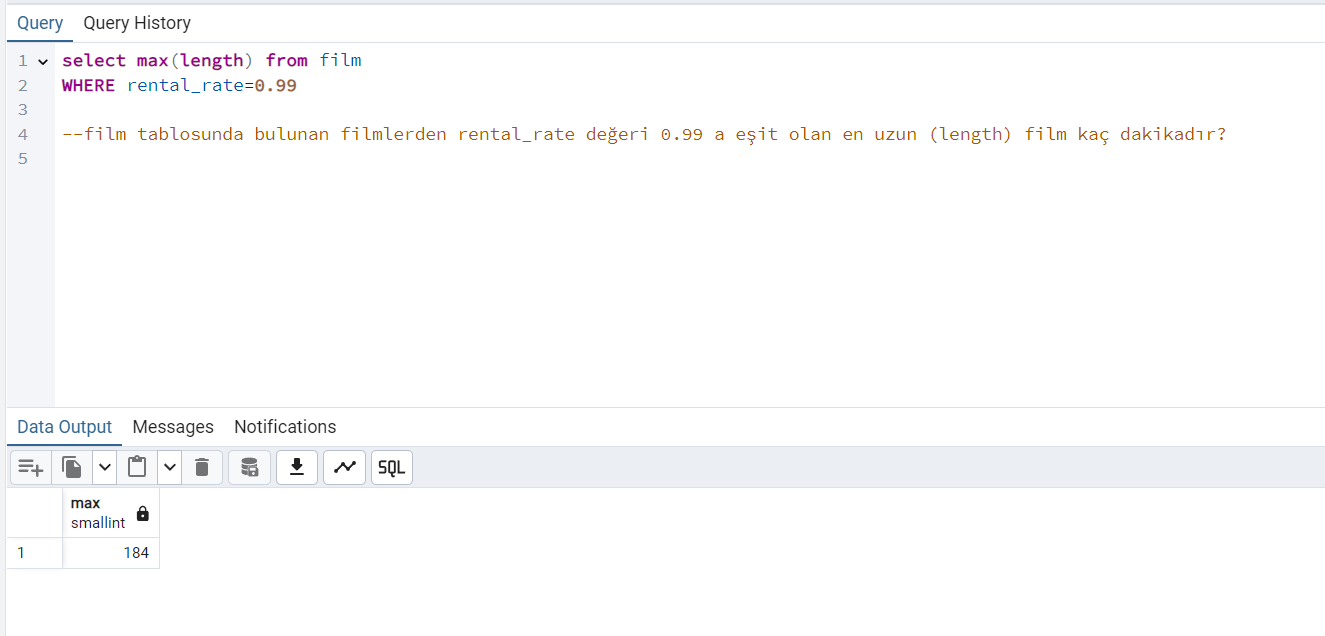 Query Query History
1 select max(length) from film
2 WHERE rental_rate=0.99
3
4 --film tablosunda bulunan filmlerden rental_rate değeri 0.99 a eşit olan en uzun (length) film kaç dakikadır?
5
Data Output Messages Notifications
SQL
max
smallint
1 184